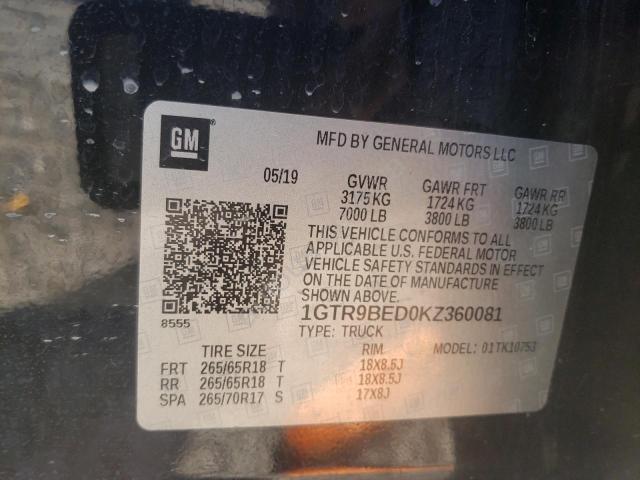 GM
MFD BY GENERAL MOTORS LLC
05/19
GVWR GAWR FRT GAWR RR
3175 KG 1724 KG 1724 KG
7000 LB 3800 LB 3800 LB
THIS VEHICLE CONFORMS TO ALL
APPLICABLE U.S. FEDERAL MOTOR
VEHICLE SAFETY STANDARDS IN EFFECT
ON THE DATE OF MANUFACTURE
SHOWN ABOVE.
8555
1GTR9BED0KZ360081
TYPE: TRUCK MODEL: 01TK10753
TIRE SIZE RIM
FRT 265/65R18 T 18X8.5J
RR 265/65R18 T 18X8.5J
SPA 265/70R17 S 17X8J